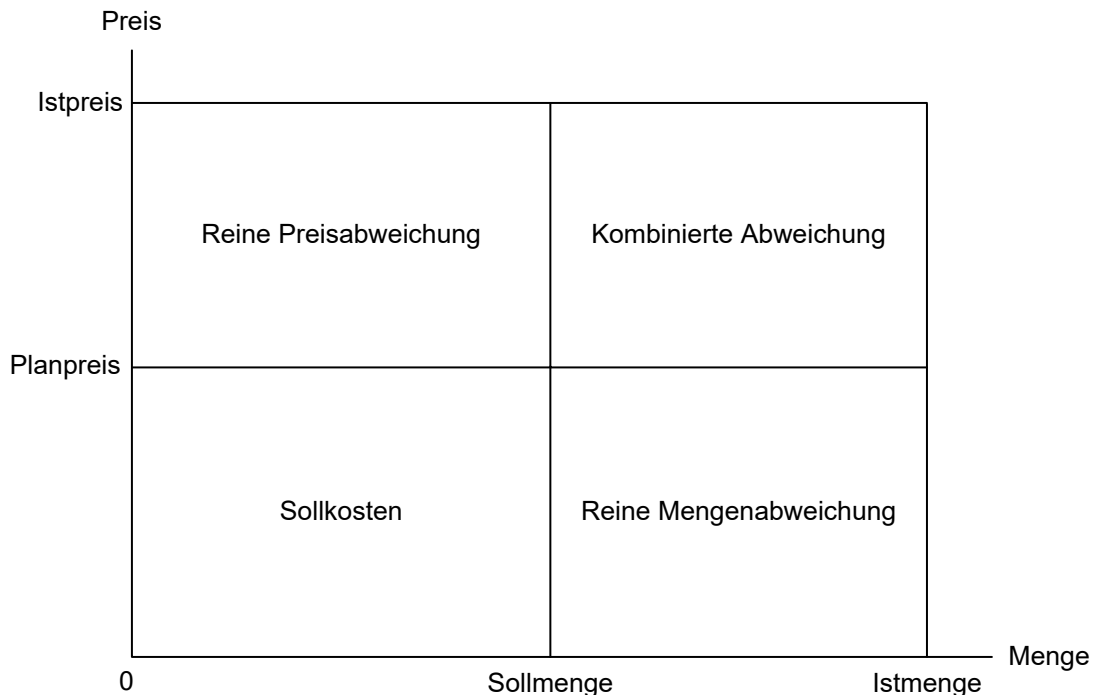 Preis
Istpreis
Reine Preisabweichung
Kombinierte Abweichung
Planpreis
Sollkosten
Reine Mengenabweichung
Menge
0
Sollmenge
Istmenge